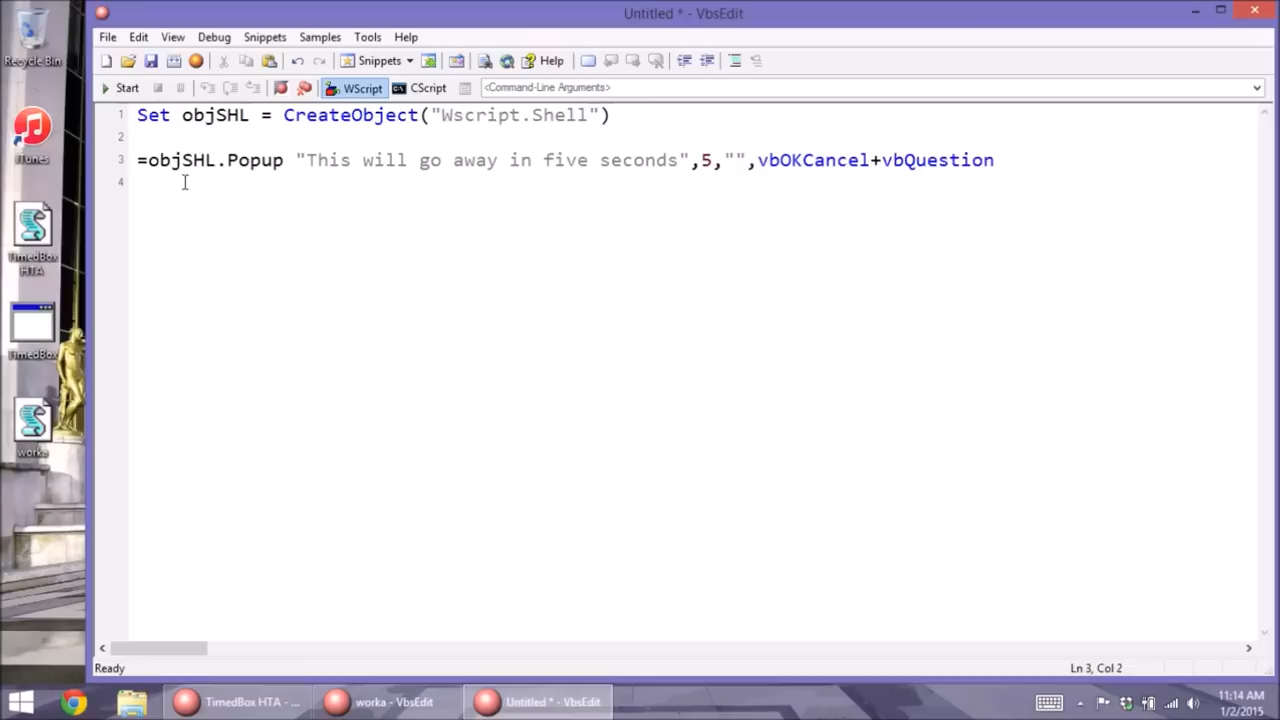 Untitled * - VbsEdit
File Edit View Debug Snippets Samples Tools Help
Snippets Help
Start WScript CScript <Command-Line Arguments>
1 Set objSHL = CreateObject("Wscript.Shell")
2
3 =objSHL.Popup "This will go away in five seconds",5,"",vbOKCancel+vbQuestion
4
Recycle Bin
iTunes
TimedBox
HTA
TimedBox
worka
Ready Ln 3, Col 2
TimedBox HTA - ... worka - VbsEdit Untitled * - VbsEdit
11:14 AM
1/2/2015